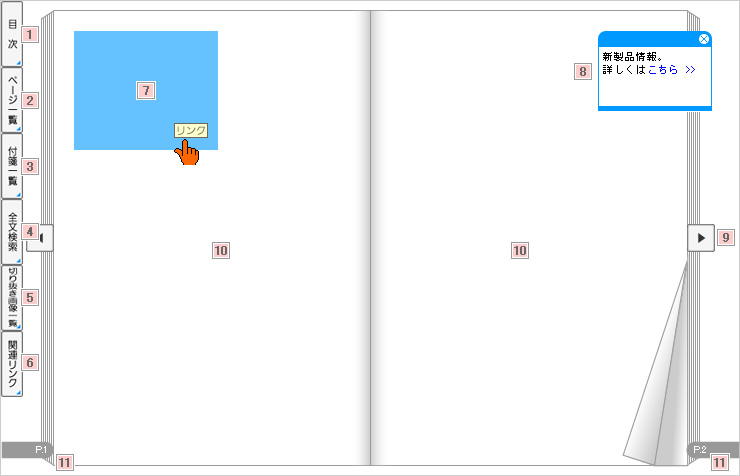 目次
1
ページ一覧
2
付箋一覧
3
全文検索
4
切り抜き画像一覧
5
関連リンク
6
7
リンク
8
新製品情報。
詳しくはこちら >>
9
10
10
P.1
11
P.2
11